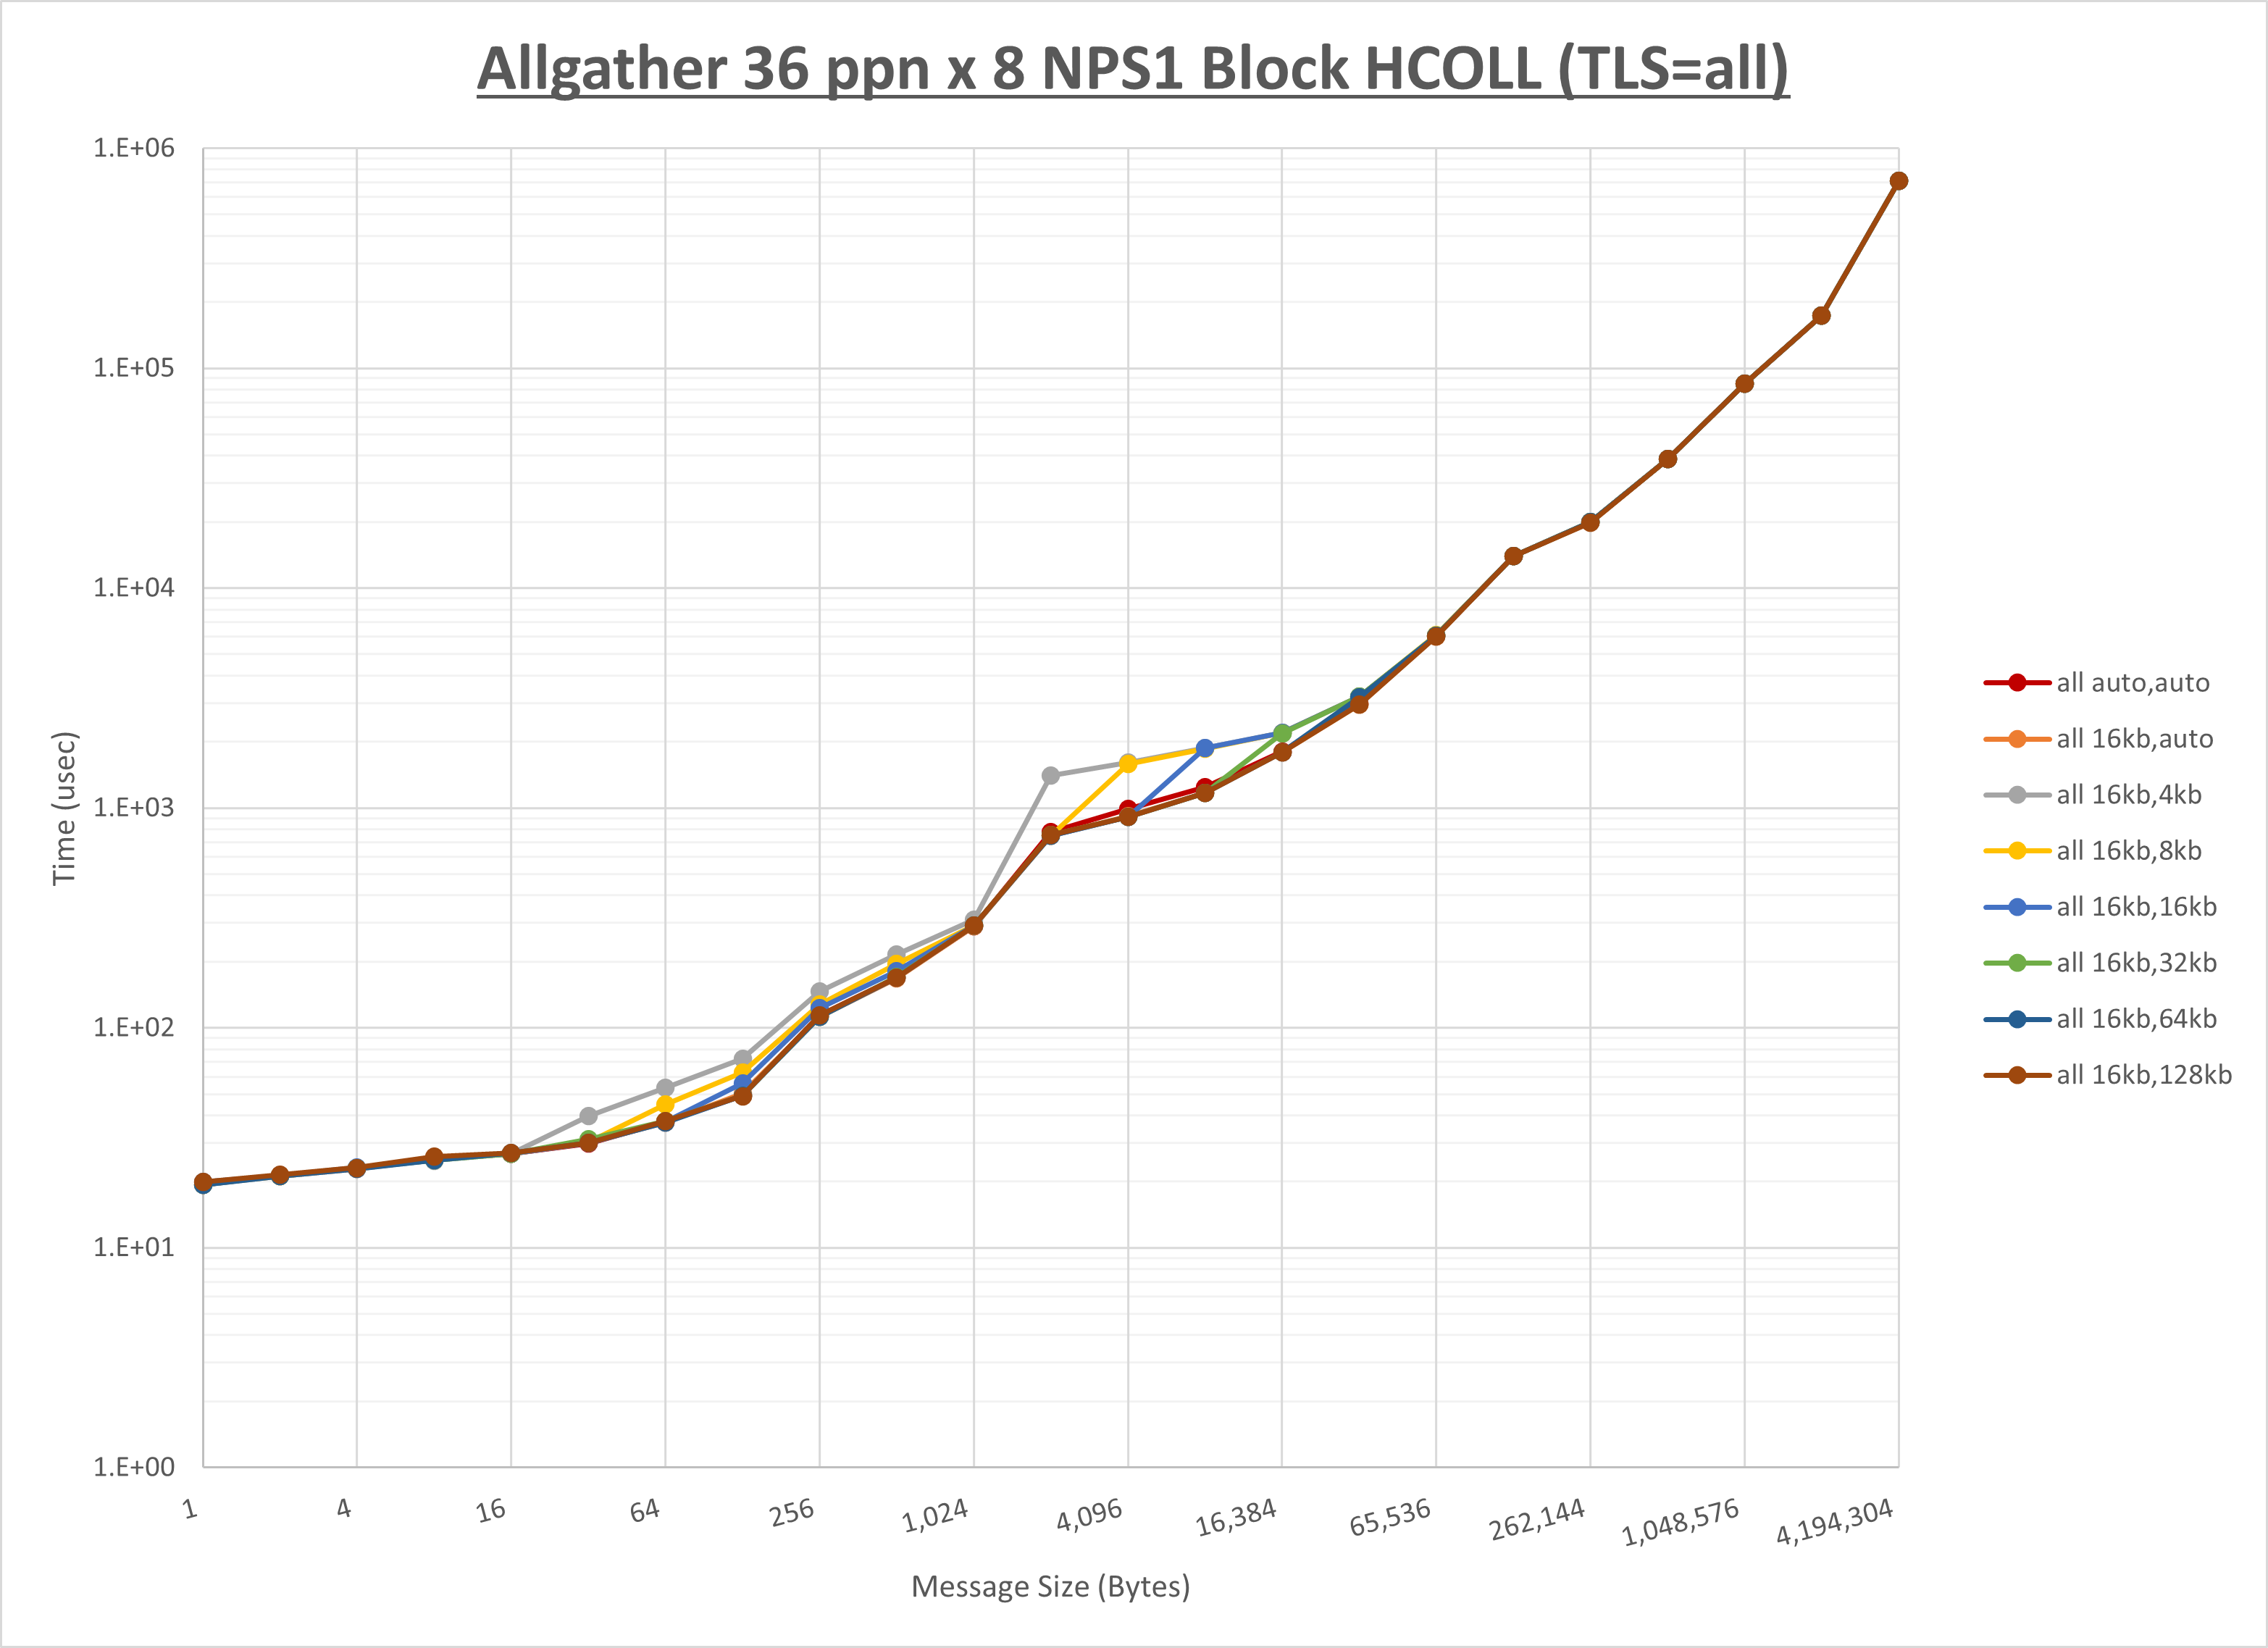 Allgather 36 ppn x 8 NPS1 Block HCOLL (TLS=all)
1.E+06
1.E+05
1.E+04
1.E+03
1.E+02
1.E+01
1.E+00
Time (usec)
1
4
16
64
256
1,024
4,096
16,384
65,536
262,144
1,048,576
4,194,304
Message Size (Bytes)
all auto,auto
all 16kb,auto
all 16kb,4kb
all 16kb,8kb
all 16kb,16kb
all 16kb,32kb
all 16kb,64kb
all 16kb,128kb